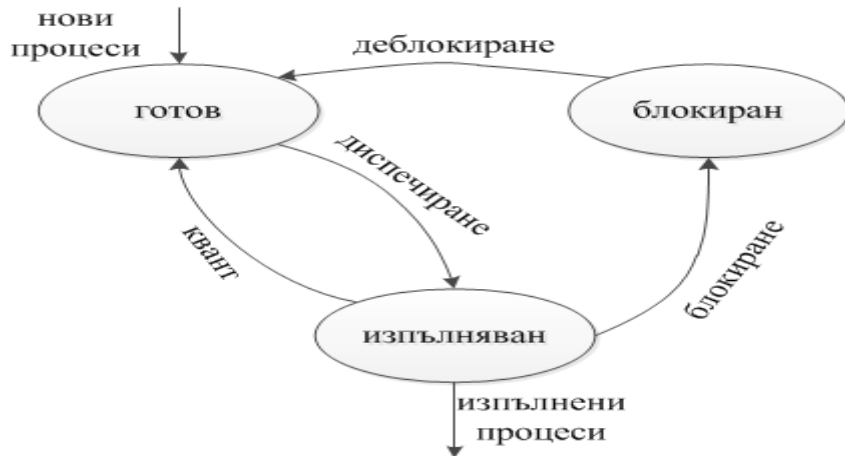 нови
процеси
деблокиране
готов
блокиран
диспечиране
квант
блокиране
изпълняван
изпълнени
процеси